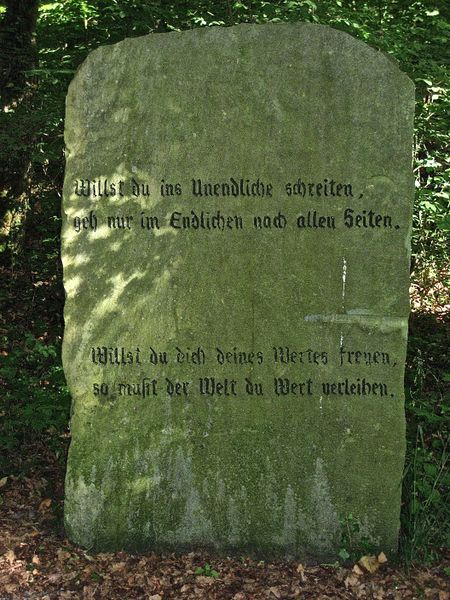 Willst du ins Unendliche schreiten,
geh nur im Endlichen nach allen Seiten.
Willst du dich deines Wertes freuen,
so mußt der Welt du Wert verleihen.